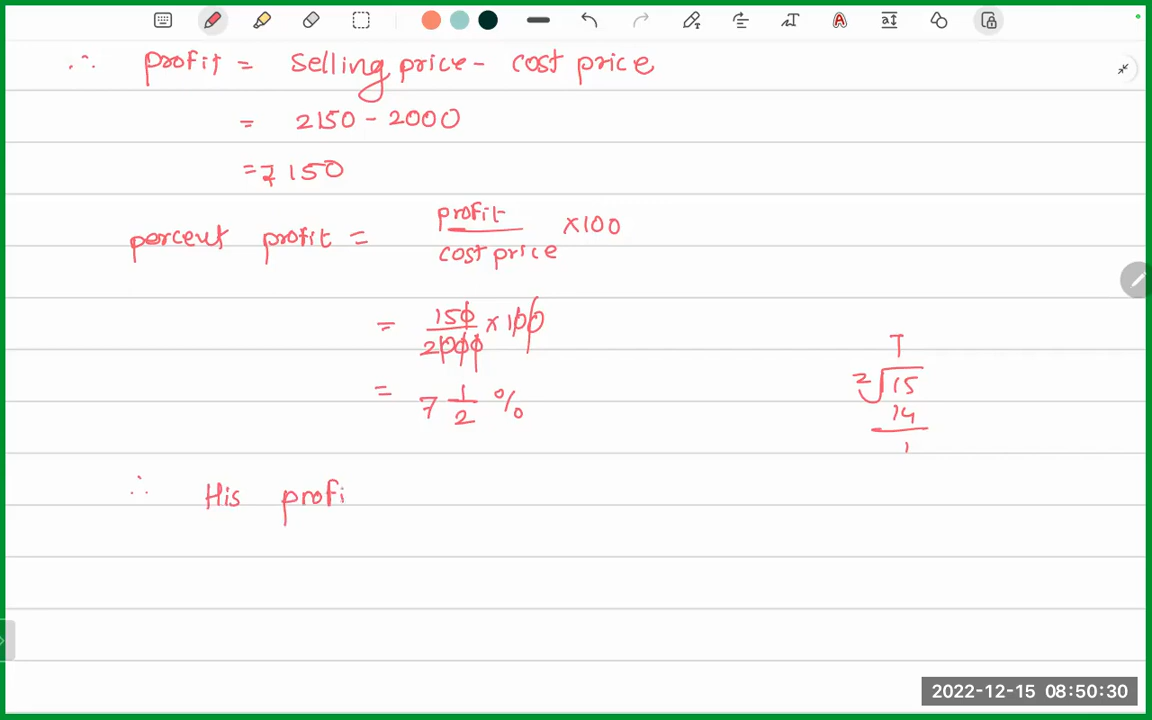 ∴ profit = Selling price - cost price
= 2150 - 2000
= ₹ 150
percent profit = profit / cost price × 100
= 150 / 2000 × 100
= 7 1/2 %
7
2 √15
14
1
∴ His profi
2022-12-15 08:50:30